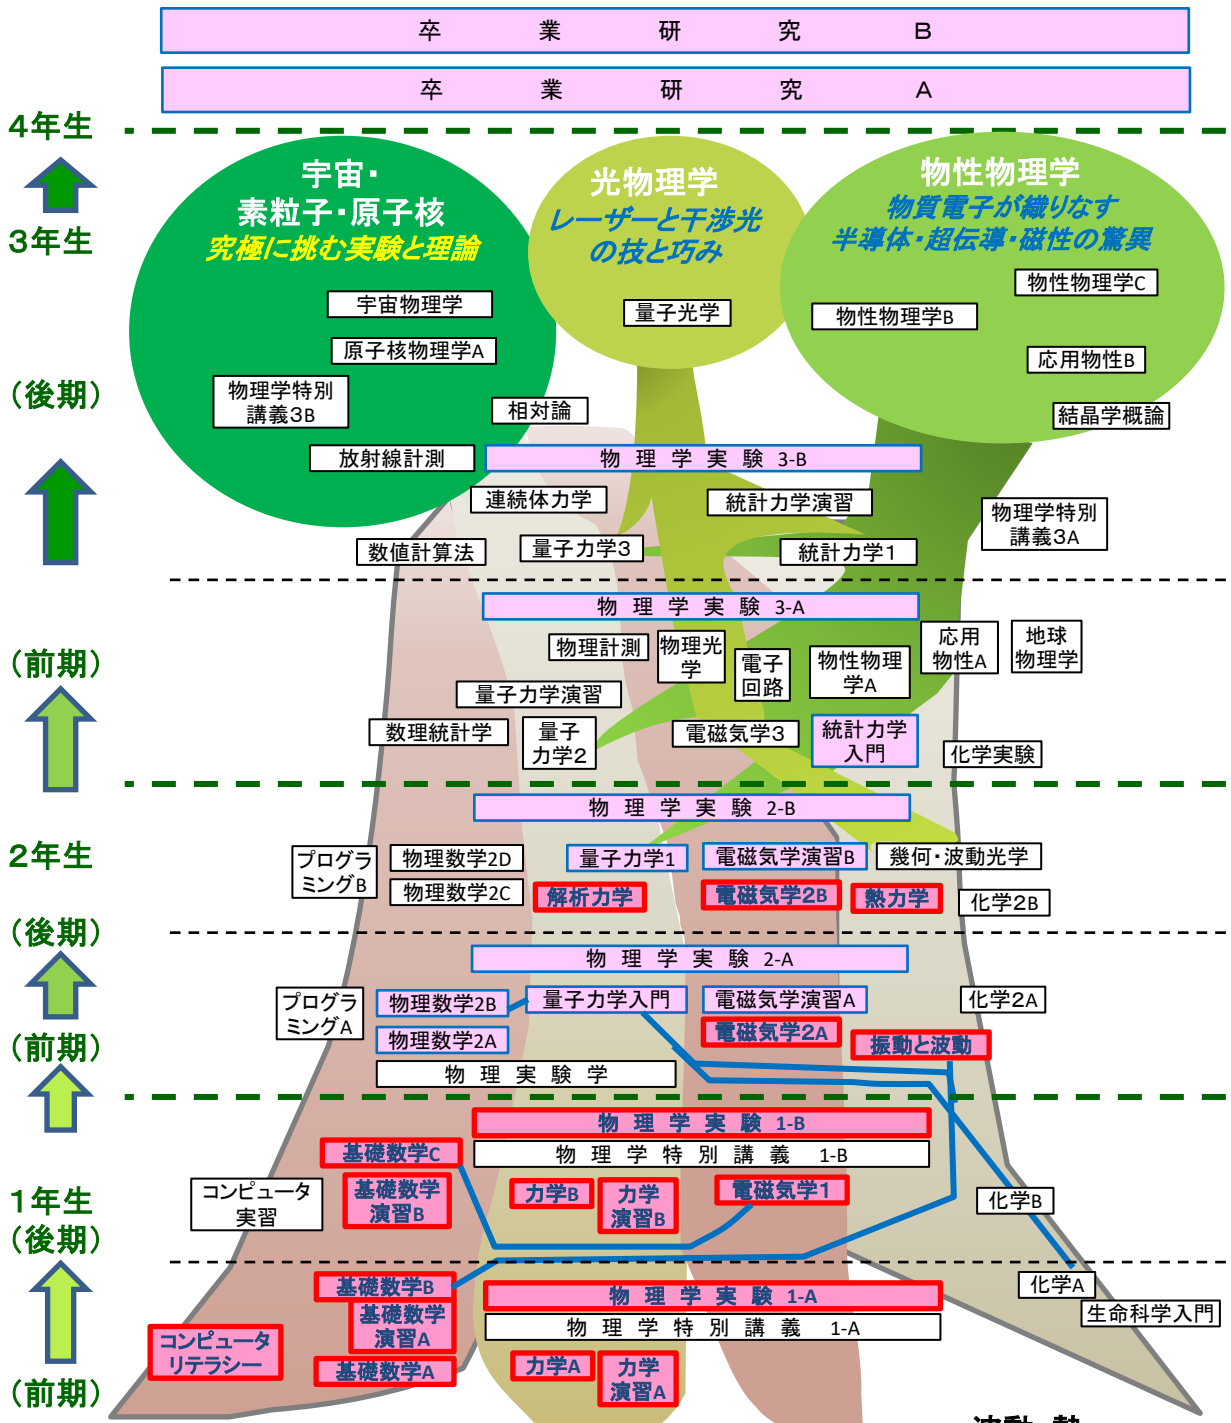 卒業研究B
卒業研究A
4年生
宇宙・
素粒子・原子核
究極に挑む実験と理論
光物理学
レーザーと干渉光
の技と巧み
物性物理学
物質電子が織りなす
半導体・超伝導・磁性の驚異
3年生
物性物理学C
宇宙物理学
量子光学
物性物理学B
原子核物理学A
応用物性B
(後期)
物理学特別
講義3B
相対論
結晶学概論
放射線計測
物理学実験 3-B
連続体力学
統計力学演習
物理学特別
講義3A
数値計算法
量子力学3
統計力学1
物理学実験 3-A
(前期)
物理計測
物理光
学
電子
回路
物性物理
学A
応用
物性A
地球
物理学
量子力学演習
数理統計学
量子
力学2
電磁気学3
統計力学
入門
化学実験
物理学実験 2-B
2年生
プログラ
ミングB
物理数学2D
量子力学1
電磁気学演習B
幾何・波動光学
物理数学2C
解析力学
電磁気学2B
熱力学
化学2B
(後期)
物理学実験 2-A
プログラ
ミングA
物理数学2B
量子力学入門
電磁気学演習A
化学2A
(前期)
物理数学2A
電磁気学2A
振動と波動
物理実験学
物理学実験 1-B
基礎数学C
物理学特別講義 1-B
1年生
(後期)
コンピュータ
実習
基礎数学
演習B
力学B
力学
演習B
電磁気学1
化学B
基礎数学B
物理学実験 1-A
化学A
基礎数学
演習A
物理学特別講義 1-A
生命科学入門
コンピュータ
リテラシー
基礎数学A
力学A
力学
演習A
(前期)
波動・熱